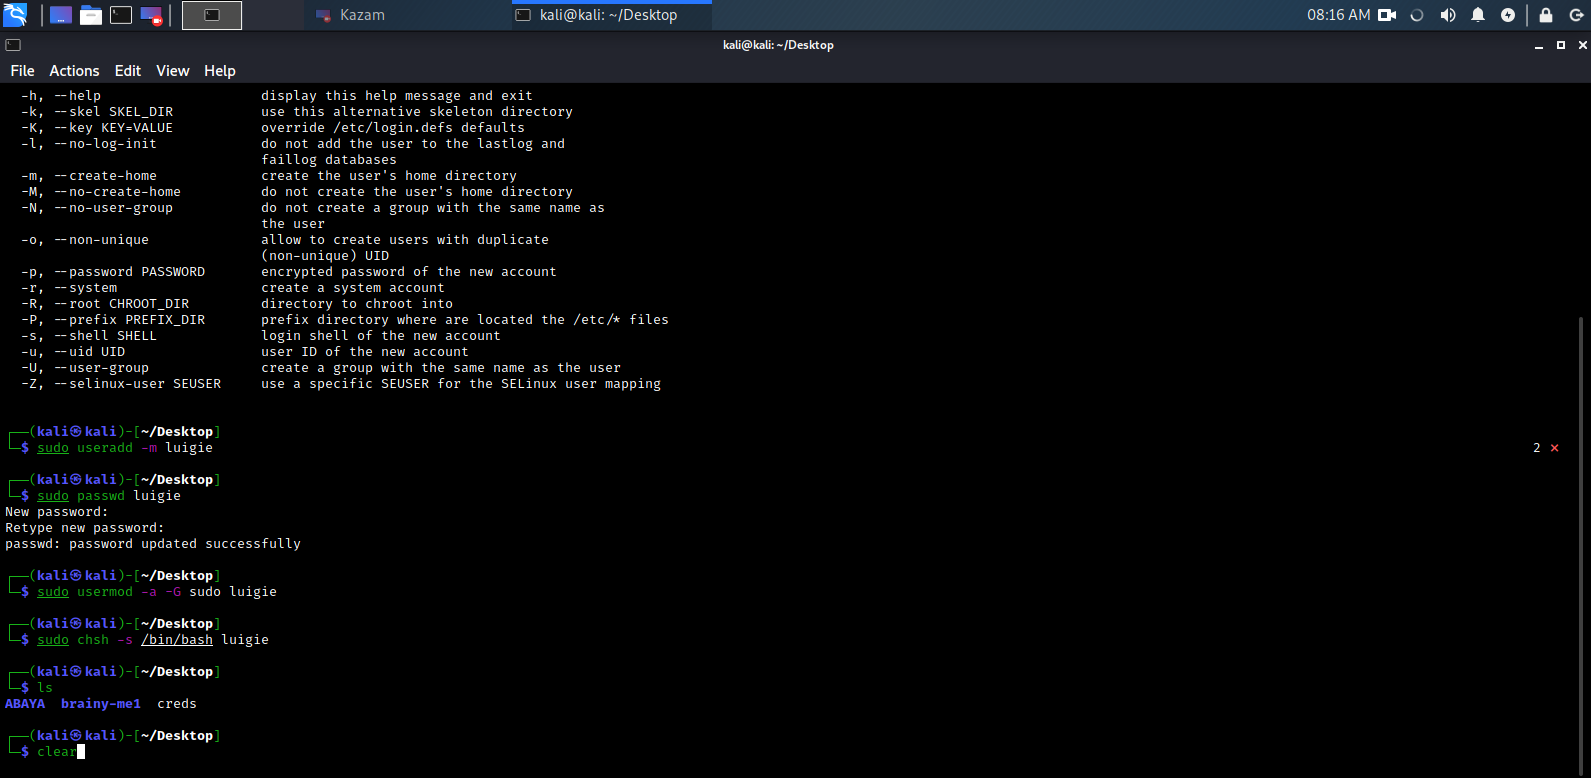 Kazam
kali@kali: ~/Desktop
08:16 AM
kali@kali: ~/Desktop
File Actions Edit View Help
-h, --help display this help message and exit
-k, --skel SKEL_DIR use this alternative skeleton directory
-K, --key KEY=VALUE override /etc/login.defs defaults
-l, --no-log-init do not add the user to the lastlog and
faillog databases
-m, --create-home create the user's home directory
-M, --no-create-home do not create the user's home directory
-N, --no-user-group do not create a group with the same name as
the user
-o, --non-unique allow to create users with duplicate
(non-unique) UID
-p, --password PASSWORD encrypted password of the new account
-r, --system create a system account
-R, --root CHROOT_DIR directory to chroot into
-P, --prefix PREFIX_DIR prefix directory where are located the /etc/* files
-s, --shell SHELL login shell of the new account
-u, --uid UID user ID of the new account
-U, --user-group create a group with the same name as the user
-Z, --selinux-user SEUSER use a specific SEUSER for the SELinux user mapping
┌──(kali㉿kali)-[~/Desktop]
└─$ sudo useradd -m luigie 2 ⨯
┌──(kali㉿kali)-[~/Desktop]
└─$ sudo passwd luigie
New password:
Retype new password:
passwd: password updated successfully
┌──(kali㉿kali)-[~/Desktop]
└─$ sudo usermod -a -G sudo luigie
┌──(kali㉿kali)-[~/Desktop]
└─$ sudo chsh -s /bin/bash luigie
┌──(kali㉿kali)-[~/Desktop]
└─$ ls
ABAYA brainy-me1 creds
┌──(kali㉿kali)-[~/Desktop]
└─$ clear